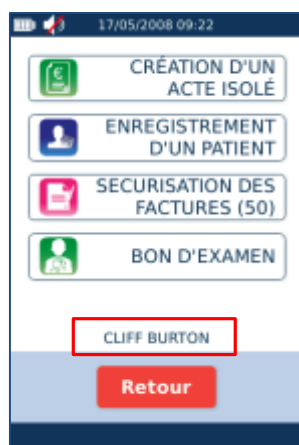 17/05/2008 09:22
CRÉATION D'UN
ACTE ISOLÉ
ENREGISTREMENT
D'UN PATIENT
SECURISATION DES
FACTURES (50)
BON D'EXAMEN
CLIFF BURTON
Retour